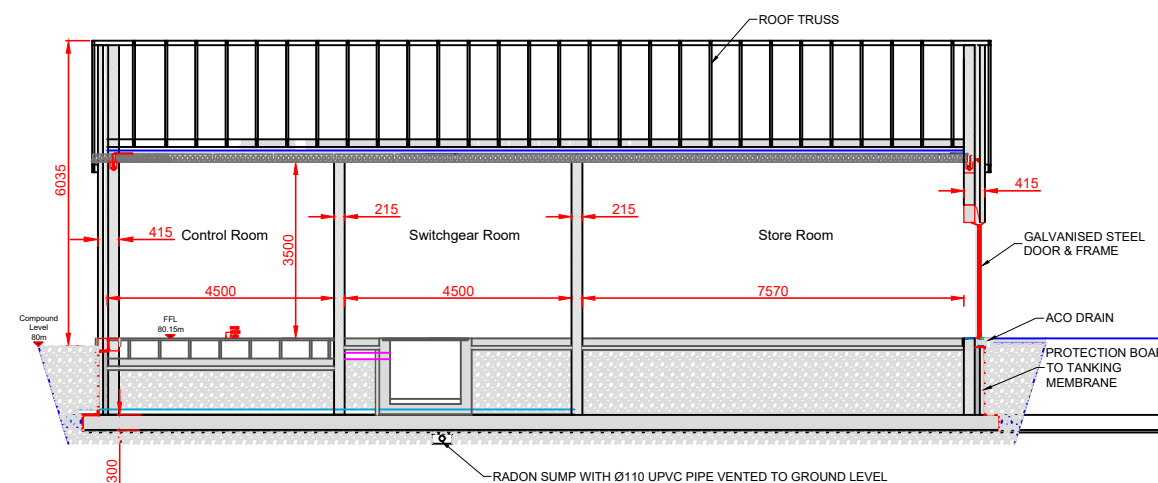 ROOF TRUSS
6035
415
215
215
415
Control Room
Switchgear Room
Store Room
3500
GALVANISED STEEL
DOOR & FRAME
4500
4500
7570
Compound
Level
80m
FFL
80.15m
ACO DRAIN
PROTECTION BOA
TO TANKING
MEMBRANE
300
RADON SUMP WITH Ø110 UPVC PIPE VENTED TO GROUND LEVEL